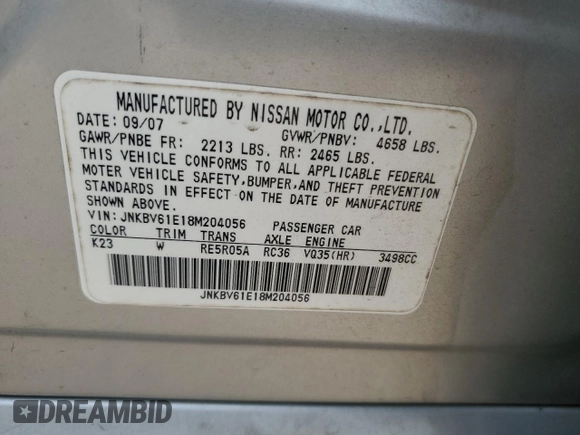 MANUFACTURED BY NISSAN MOTOR CO.,LTD.
DATE: 09/07 GVWR/PNBV: 4658 LBS.
GAWR/PNBE FR: 2213 LBS. RR: 2465 LBS.
THIS VEHICLE CONFORMS TO ALL APPLICABLE FEDERAL
MOTER VEHICLE SAFETY,BUMPER,AND THEFT PREVENTION
STANDARDS IN EFFECT ON THE DATE OF MANUFACTURE
SHOWN ABOVE.
VIN: JNKBV61E18M204056 PASSENGER CAR
COLOR TRIM TRANS AXLE ENGINE
K23 W RE5R05A RC36 VQ35(HR) 3498CC
JNKBV61E18M204056
DREAMBID